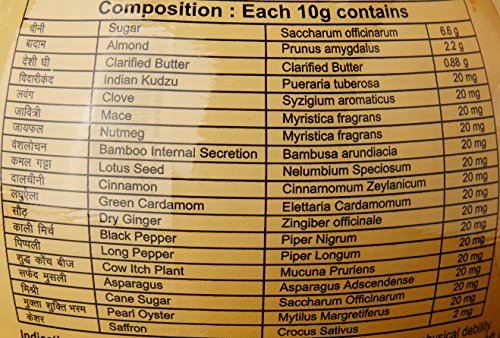 Composition : Each 10g contains
चीनी Sugar Saccharum officinarum 6.6 g
बादाम Almond Prunus amygdalus 2.2 g
देशी घी Clarified Butter Clarified Butter 0.88 g
विदारीकंद Indian Kudzu Pueraria tuberosa 20 mg
लवंग Clove Syzigium aromaticus 20 mg
जावित्री Mace Myristica fragrans 20 mg
जायफल Nutmeg Myristica fragrans 20 mg
वंशलोचन Bamboo Internal Secretion Bambusa arundiacia 20 mg
कमल गट्टा Lotus Seed Nelumbium Speciosum 20 mg
दालचीनी Cinnamon Cinnamomum Zeylanicum 20 mg
लघुऐला Green Cardamom Elettaria Cardamomum 20 mg
सौंठ Dry Ginger Zingiber officinale 20 mg
काली मिर्च Black Pepper Piper Nigrum 20 mg
पिप्पली Long Pepper Piper Longum 20 mg
शुद्ध काँच बीज Cow Itch Plant Mucuna Pruriens 20 mg
सफेद मुसली Asparagus Asparagus Adscendense 20 mg
मिश्री Cane Sugar Saccharum Officinarum 20 mg
मुक्ता शुक्ति भस्म Pearl Oyster Mytilus Margretiferus 20 mg
केशर Saffron Crocus Sativus 2 mg
physical debility,